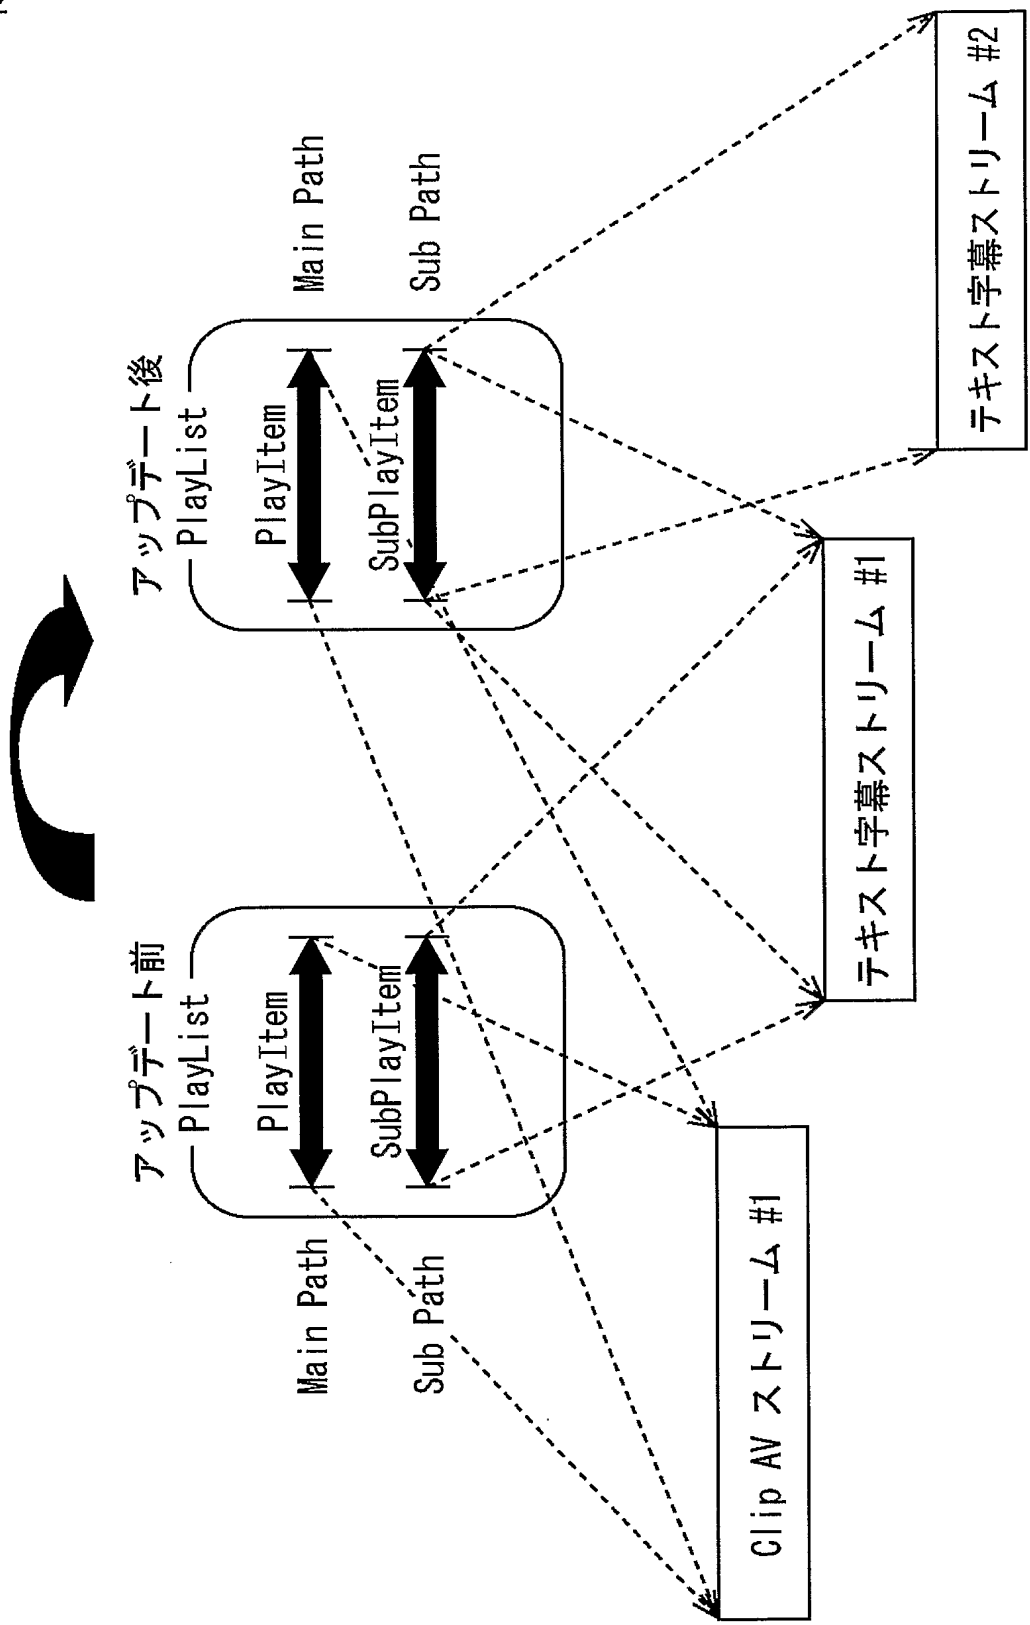 アップデート前
アップデート後
PlayList
PlayList
Main Path
PlayItem
PlayItem
Main Path
Sub Path
SubPlayItem
SubPlayItem
Sub Path
Clip AV ストリーム #1
テキスト字幕ストリーム #1
テキスト字幕ストリーム #2